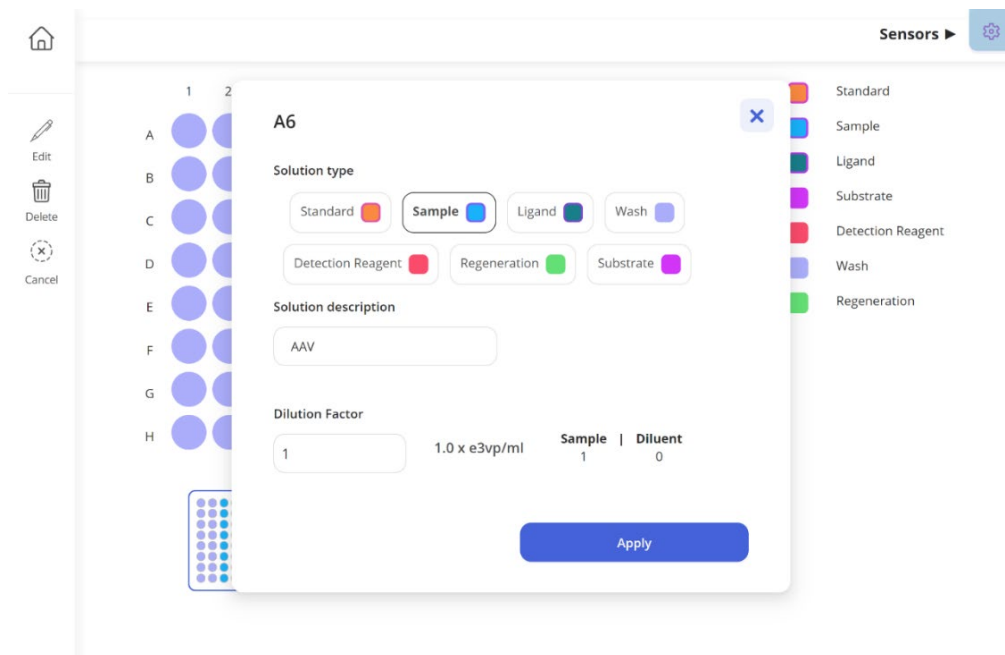 Sensors ▶
Edit
Delete
Cancel
1 2
A
B
C
D
E
F
G
H
A6
Solution type
Standard Sample Ligand Wash
Detection Reagent Regeneration Substrate
Solution description
AAV
Dilution Factor
1 1.0 x e3vp/ml
Sample | Diluent
1 0
Apply
Standard
Sample
Ligand
Substrate
Detection Reagent
Wash
Regeneration